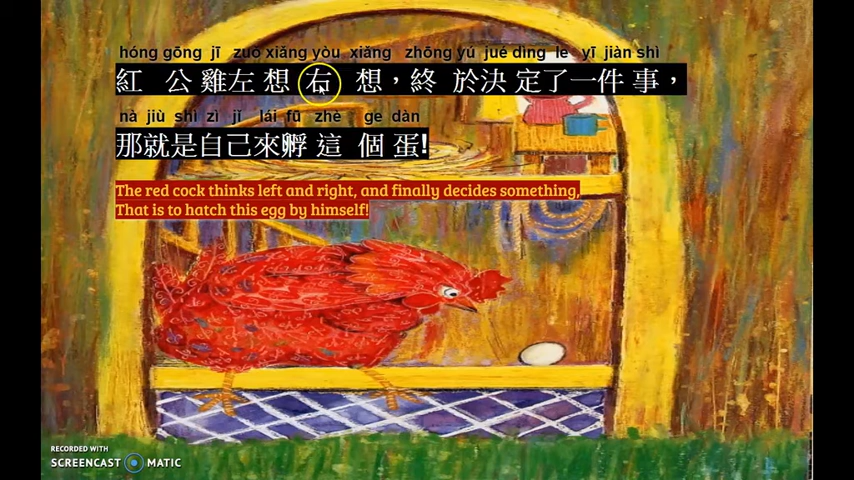 hóng gōng jī zuǒ xiǎng yòu xiǎng zhōng yú jué dìng le yī jiàn shì
紅 公 雞左 想 右 想，終 於決 定了一件 事，
nà jiù shì zì jǐ lái fū zhè ge dàn
那就是自己來孵 這 個 蛋!
The red cock thinks left and right, and finally decides something,
That is to hatch this egg by himself!
RECORDED WITH
SCREENCAST MATIC